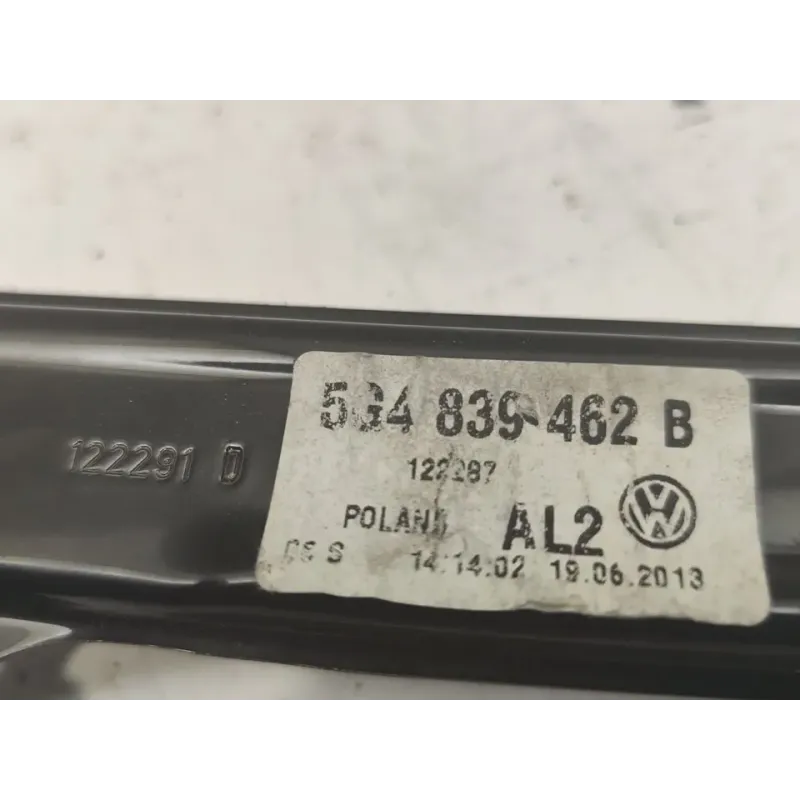 5G4 839 462 B
122291 D
122287
POLAND AL2
S 14:14:02 19.06.2013